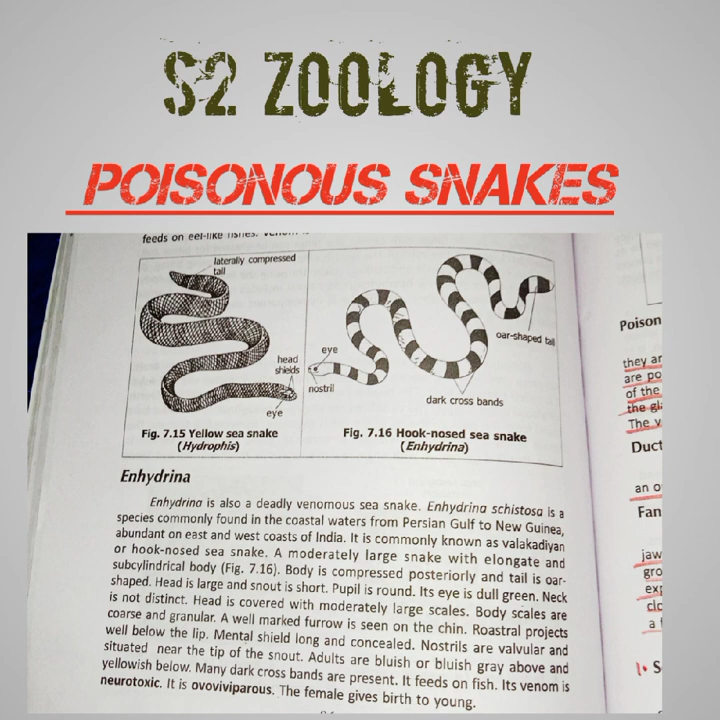 S2 ZOOLOGY
POISONOUS SNAKES
feeds on eel-like fishes.
laterally compressed
tail
head
shields
eye
Fig. 7.15 Yellow sea snake
(Hydrophis)
oar-shaped tail
eye
nostril
dark cross bands
Fig. 7.16 Hook-nosed sea snake
(Enhydrina)
Enhydrina
Enhydrina is also a deadly venomous sea snake. Enhydrina schistosa is a
species commonly found in the coastal waters from Persian Gulf to New Guinea,
abundant on east and west coasts of India. It is commonly known as valakadiyan
or hook-nosed sea snake. A moderately large snake with elongate and
subcylindrical body (Fig. 7.16). Body is compressed posteriorly and tail is oar-
shaped. Head is large and snout is short. Pupil is round. Its eye is dull green. Neck
is not distinct. Head is covered with moderately large scales. Body scales are
coarse and granular. A well marked furrow is seen on the chin. Roastral projects
well below the lip. Mental shield long and concealed. Nostrils are valvular and
situated near the tip of the snout. Adults are bluish or bluish gray above and
yellowish below. Many dark cross bands are present. It feeds on fish. Its venom is
neurotoxic. It is ovoviviparous. The female gives birth to young.
Poison
they ar
are po
of the
the gl
The v
Duct
an o
Fan
jaw
gro
exp
clo
a f
1. S